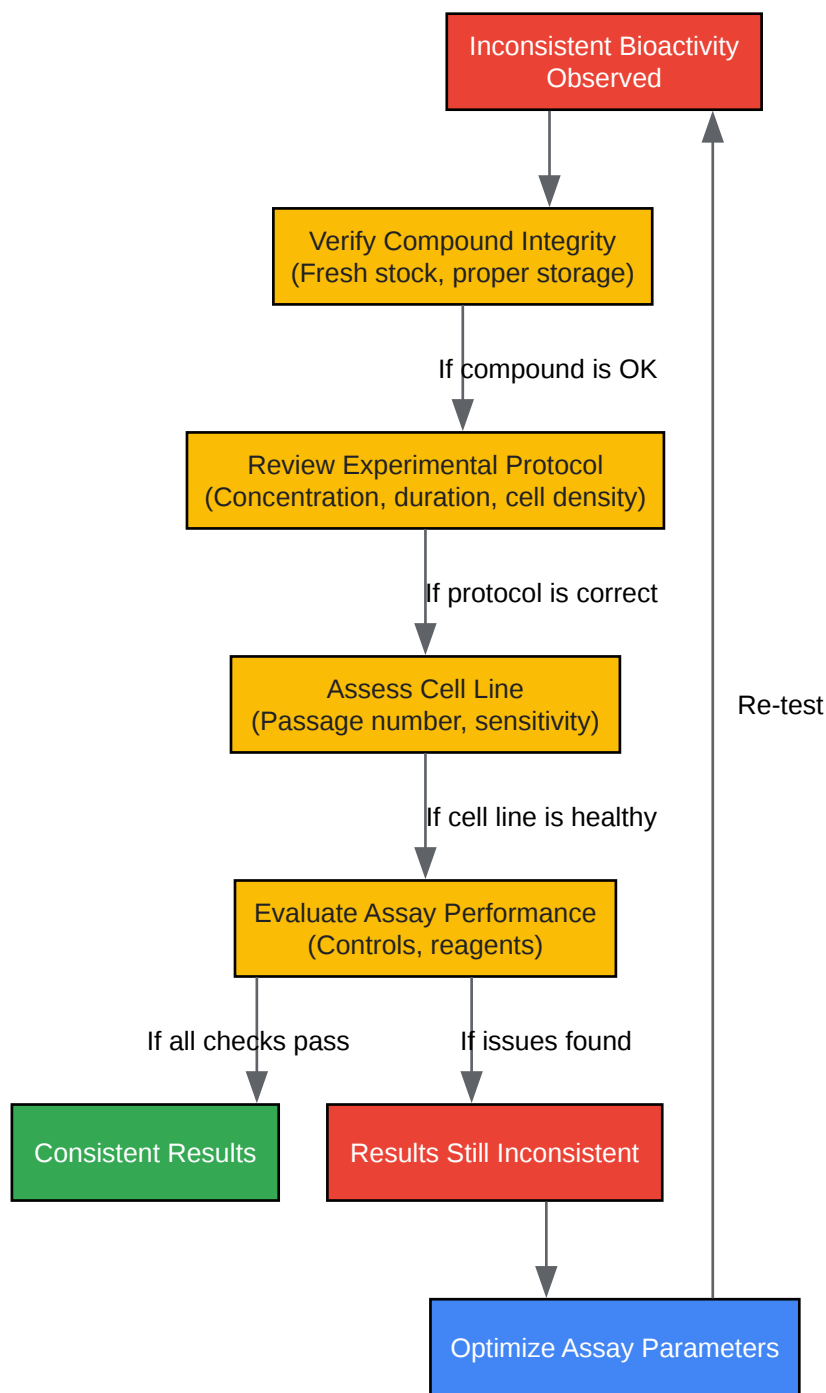 Inconsistent Bioactivity
Observed
Verify Compound Integrity
(Fresh stock, proper storage)
If compound is OK
Review Experimental Protocol
(Concentration, duration, cell density)
If protocol is correct
Assess Cell Line
(Passage number, sensitivity)
Re-test
If cell line is healthy
Evaluate Assay Performance
(Controls, reagents)
If all checks pass
If issues found
Consistent Results
Results Still Inconsistent
Optimize Assay Parameters